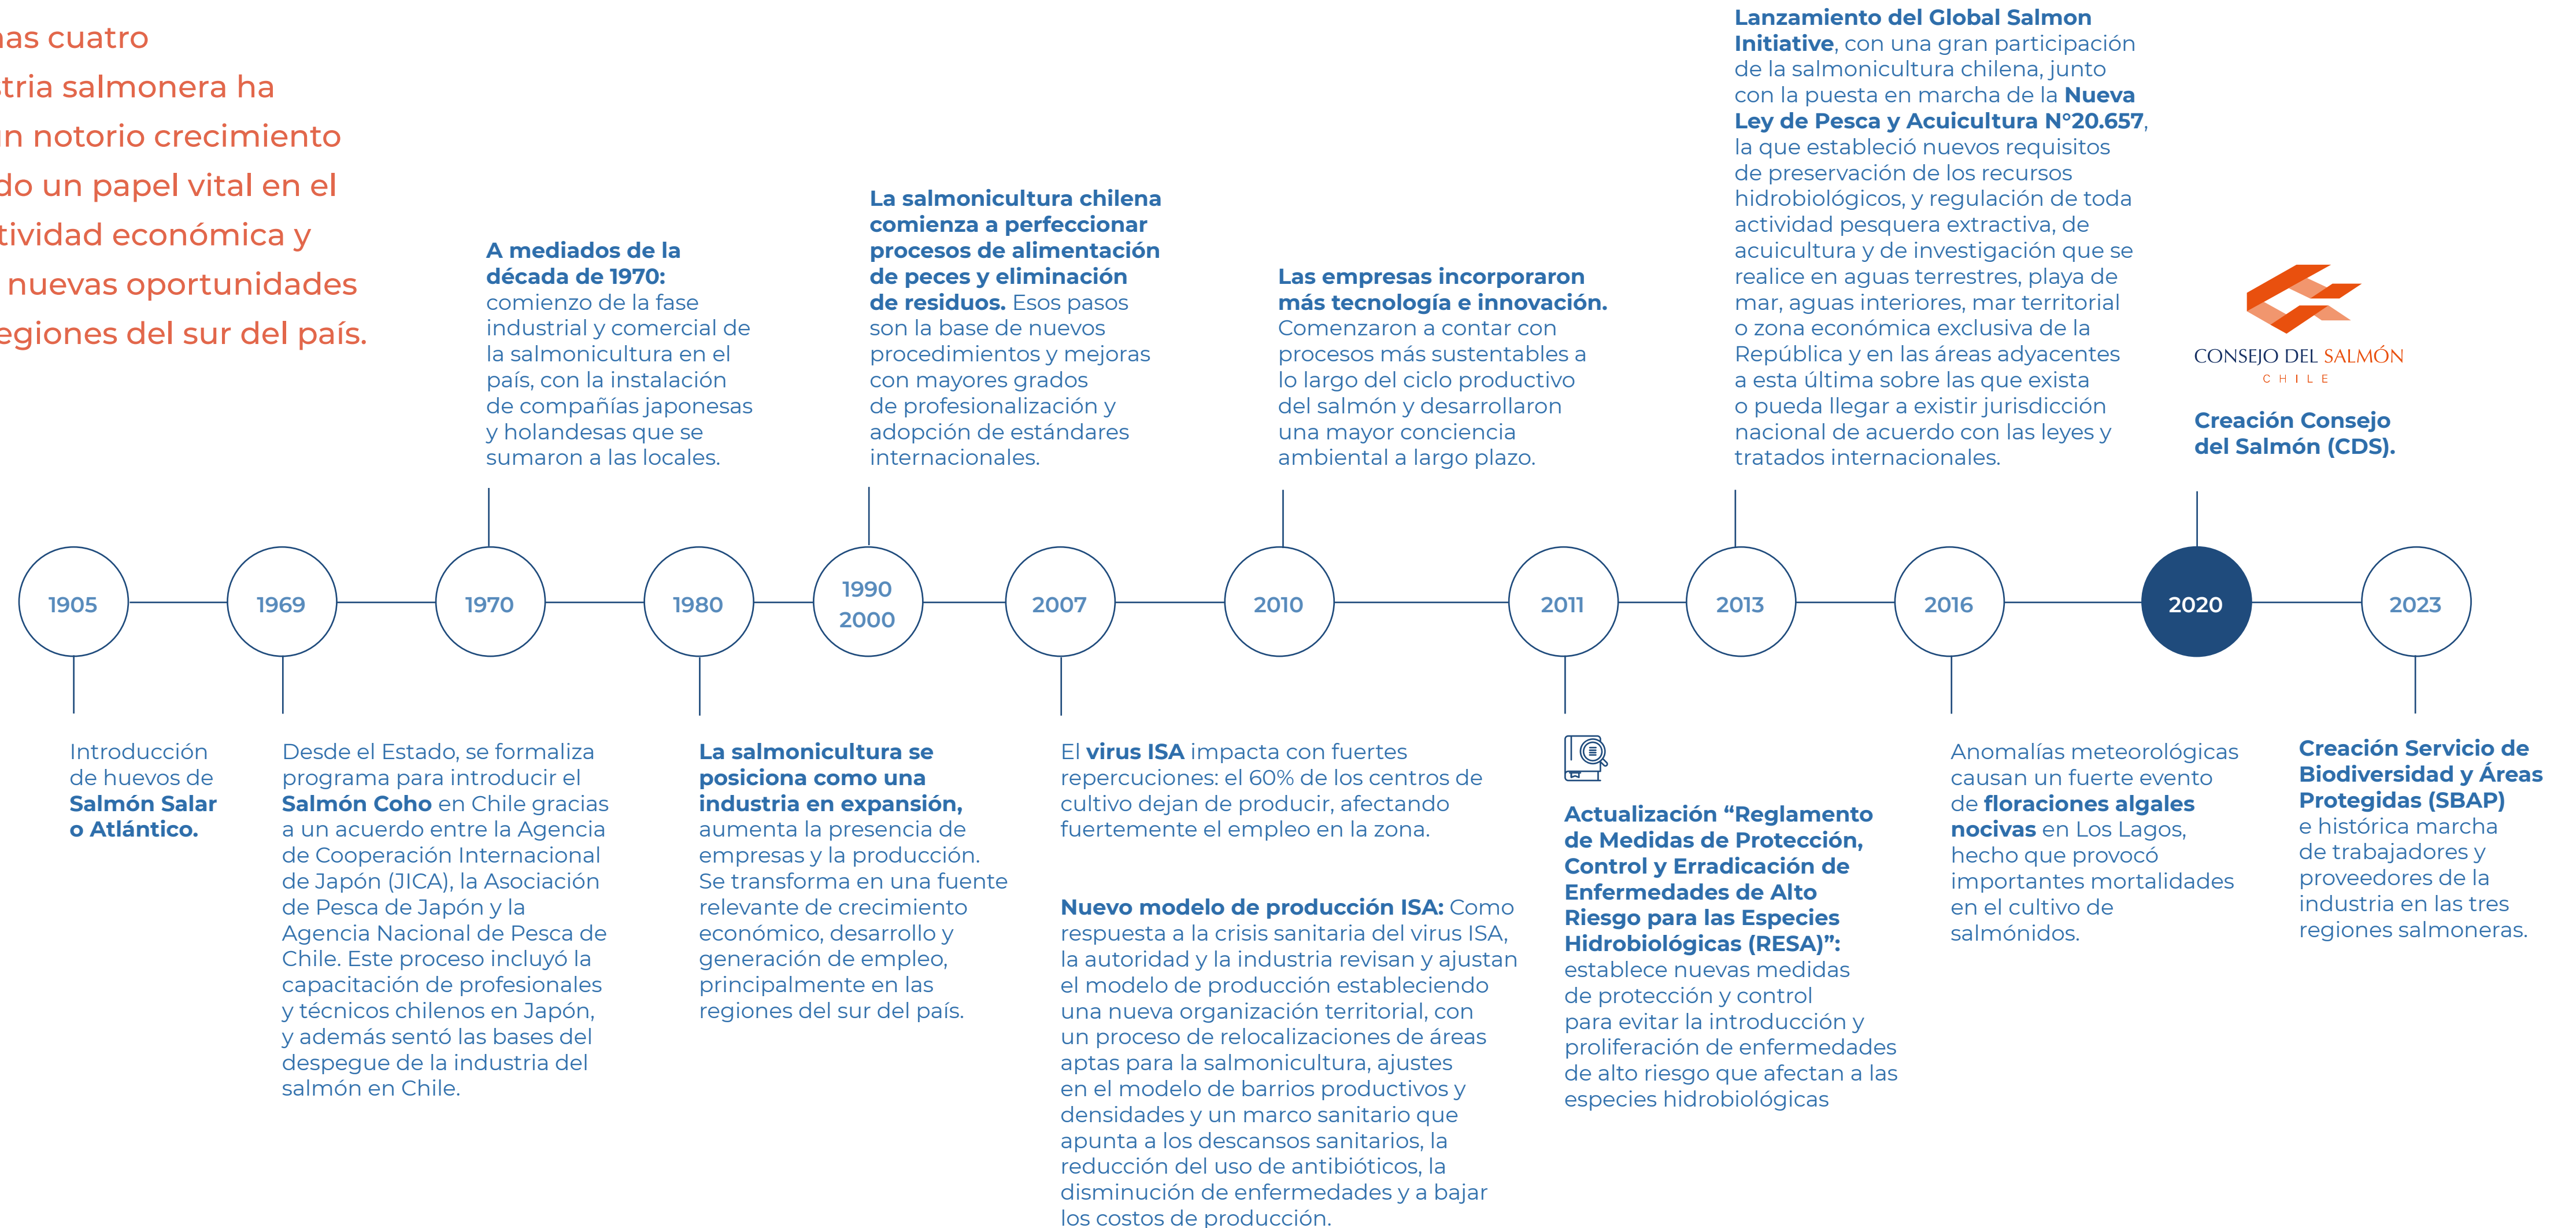 nas cuatro
stria salmonera ha
un notorio crecimiento
do un papel vital en el
tividad económica y
nuevas oportunidades
egiones del sur del país.
A mediados de la
década de 1970:
comienzo de la fase
industrial y comercial de
la salmonicultura en el
país, con la instalación
de compañías japonesas
y holandesas que se
sumaron a las locales.
La salmonicultura chilena
comienza a perfeccionar
procesos de alimentación
de peces y eliminación
de residuos. Esos pasos
son la base de nuevos
procedimientos y mejoras
con mayores grados
de profesionalización y
adopción de estándares
internacionales.
Las empresas incorporaron
más tecnología e innovación.
Comenzaron a contar con
procesos más sustentables a
lo largo del ciclo productivo
del salmón y desarrollaron
una mayor conciencia
ambiental a largo plazo.
Lanzamiento del Global Salmon
Initiative, con una gran participación
de la salmonicultura chilena, junto
con la puesta en marcha de la Nueva
Ley de Pesca y Acuicultura N°20.657,
la que estableció nuevos requisitos
de preservación de los recursos
hidrobiológicos, y regulación de toda
actividad pesquera extractiva, de
acuicultura y de investigación que se
realice en aguas terrestres, playa de
mar, aguas interiores, mar territorial
o zona económica exclusiva de la
República y en las áreas adyacentes
a esta última sobre las que exista
o pueda llegar a existir jurisdicción
nacional de acuerdo con las leyes y
tratados internacionales.
CONSEJO DEL SALMÓN
CHILE
Creación Consejo
del Salmón (CDS).
1905
1969
1970
1980
1990
2000
2007
2010
2011
2013
2016
2020
2023
Introducción
de huevos de
Salmón Salar
o Atlántico.
Desde el Estado, se formaliza
programa para introducir el
Salmón Coho en Chile gracias
a un acuerdo entre la Agencia
de Cooperación Internacional
de Japón (JICA), la Asociación
de Pesca de Japón y la
Agencia Nacional de Pesca de
Chile. Este proceso incluyó la
capacitación de profesionales
y técnicos chilenos en Japón,
y además sentó las bases del
despegue de la industria del
salmón en Chile.
La salmonicultura se
posiciona como una
industria en expansión,
aumenta la presencia de
empresas y la producción.
Se transforma en una fuente
relevante de crecimiento
económico, desarrollo y
generación de empleo,
principalmente en las
regiones del sur del país.
El virus ISA impacta con fuertes
repercuciones: el 60% de los centros de
cultivo dejan de producir, afectando
fuertemente el empleo en la zona.
Nuevo modelo de producción ISA: Como
respuesta a la crisis sanitaria del virus ISA,
la autoridad y la industria revisan y ajustan
el modelo de producción estableciendo
una nueva organización territorial, con
un proceso de relocalizaciones de áreas
aptas para la salmonicultura, ajustes
en el modelo de barrios productivos y
densidades y un marco sanitario que
apunta a los descansos sanitarios, la
reducción del uso de antibióticos, la
disminución de enfermedades y a bajar
los costos de producción.
Actualización “Reglamento
de Medidas de Protección,
Control y Erradicación de
Enfermedades de Alto
Riesgo para las Especies
Hidrobiológicas (RESA)”:
establece nuevas medidas
de protección y control
para evitar la introducción y
proliferación de enfermedades
de alto riesgo que afectan a las
especies hidrobiológicas
Anomalías meteorológicas
causan un fuerte evento
de floraciones algales
nocivas en Los Lagos,
hecho que provocó
importantes mortalidades
en el cultivo de
salmónidos.
Creación Servicio de
Biodiversidad y Áreas
Protegidas (SBAP)
e histórica marcha
de trabajadores y
proveedores de la
industria en las tres
regiones salmoneras.